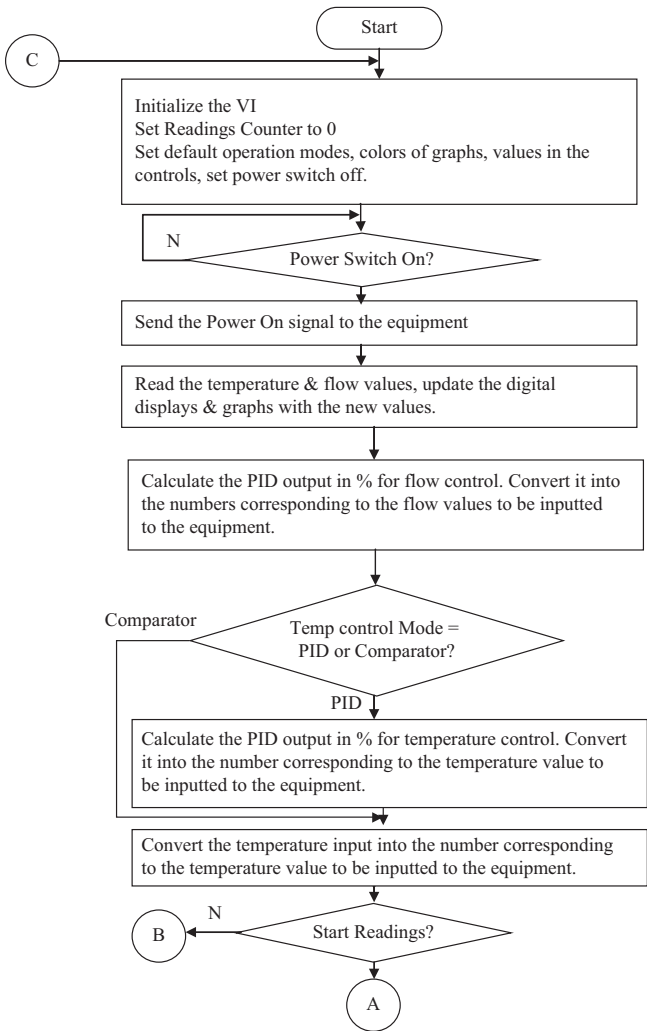 Start
C
Initialize the VI
Set Readings Counter to 0
Set default operation modes, colors of graphs, values in the
controls, set power switch off.
N
Power Switch On?
Send the Power On signal to the equipment
Read the temperature & flow values, update the digital
displays & graphs with the new values.
Calculate the PID output in % for flow control. Convert it into
the numbers corresponding to the flow values to be inputted
to the equipment.
Comparator
Temp control Mode =
PID or Comparator?
PID
Calculate the PID output in % for temperature control. Convert
it into the number corresponding to the temperature value to
be inputted to the equipment.
Convert the temperature input into the number corresponding
to the temperature value to be inputted to the equipment.
N
B
Start Readings?
A